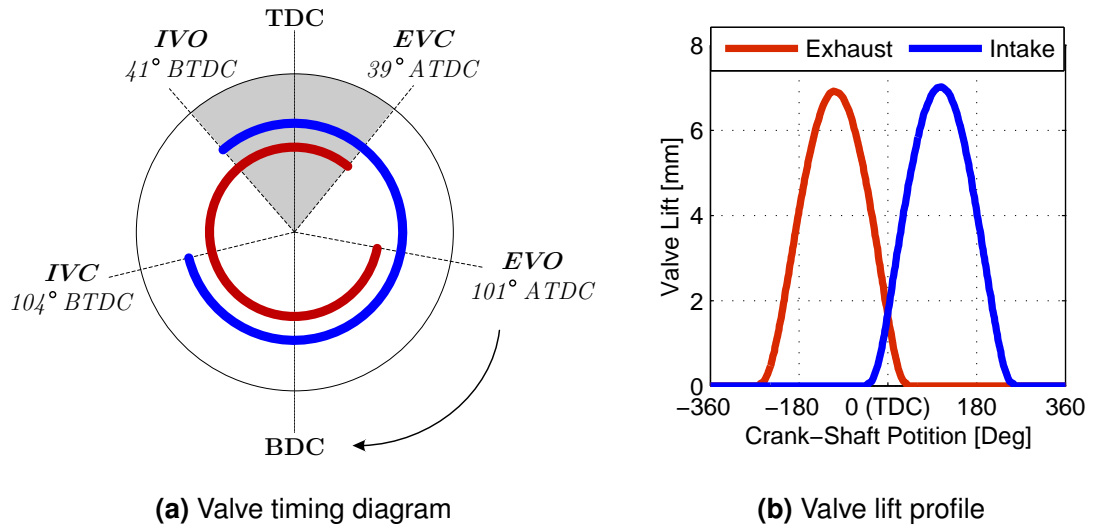 TDC
IVO
41° BTDC
EVC
39° ATDC
IVC
104° BTDC
EVO
101° ATDC
BDC
(a) Valve timing diagram
Exhaust Intake
8
6
4
2
0
Valve Lift [mm]
−360 −180 0 (TDC) 180 360
Crank−Shaft Potition [Deg]
(b) Valve lift profile